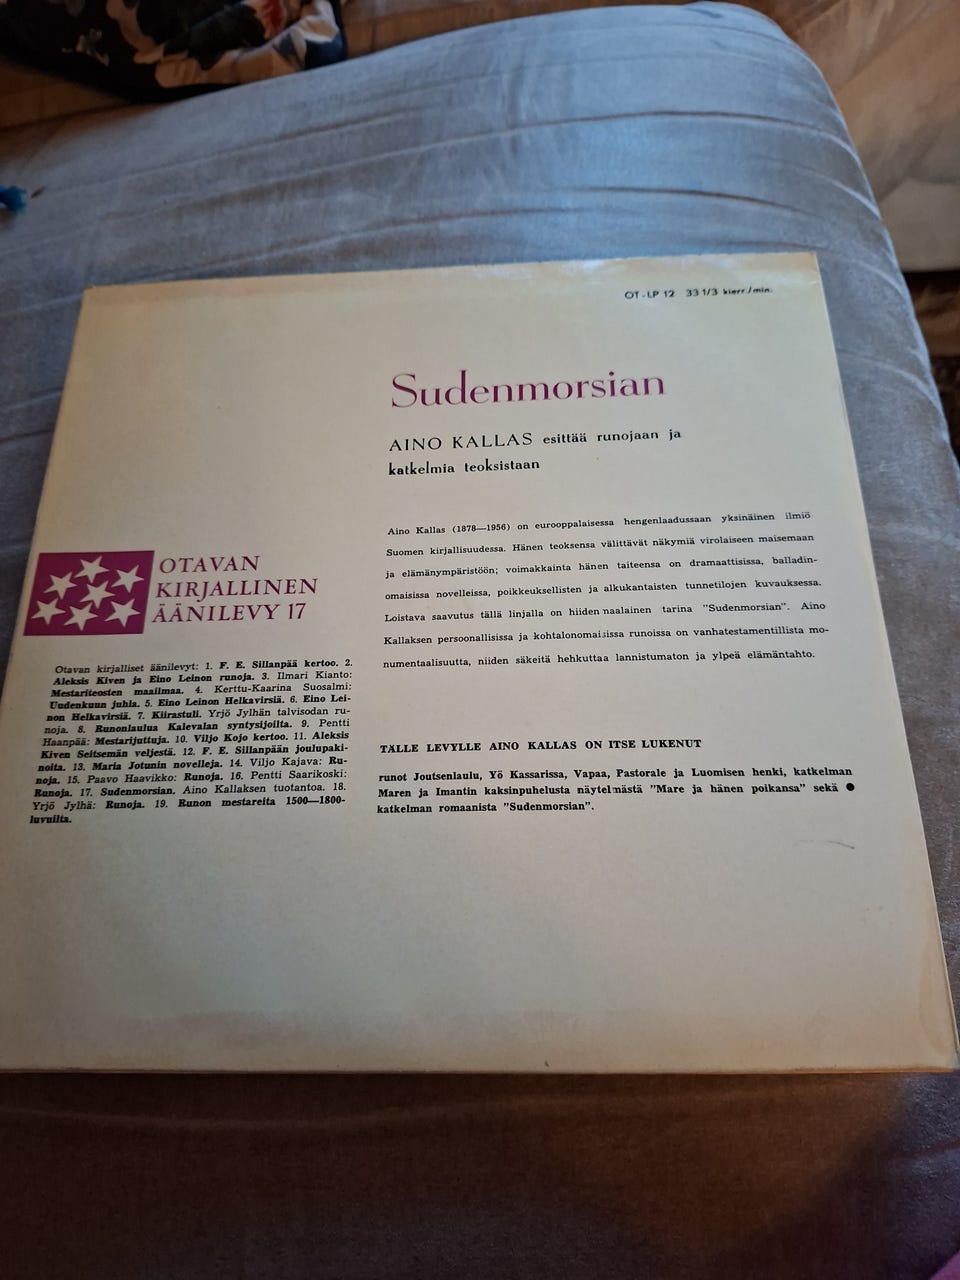 OT - LP 12 33 1/3 kierr./min.
Sudenmorsian
AINO KALLAS esittää runojaan ja
katkelmia teoksistaan
Aino Kallas (1878—1956) on eurooppalaisessa hengenlaadussaan yksinäinen ilmiö
Suomen kirjallisuudessa. Hänen teoksensa välittävät näkymiä virolaiseen maisemaan
ja elämänympäristöön; voimakkainta hänen taiteensa on dramaattisissa, balladin-
omaisissa novelleissa, poikkeuksellisten ja alkukantaisten tunnetilojen kuvauksessa.
Loistava saavutus tällä linjalla on hiidennaalainen tarina "Sudenmorsian". Aino
Kallaksen persoonallisissa ja kohtalonomaisissa runoissa on vanhatestamentillista mo-
numentaalisuutta, niiden säkeitä hehkuttaa lannistumaton ja ylpeä elämäntahto.
OTAVAN
KIRJALLINEN
ÄÄNILEVY 17
Otavan kirjalliset äänilevyt: 1. F. E. Sillanpää kertoo. 2.
Aleksis Kiven ja Eino Leinon runoja. 3. Ilmari Kianto:
Mestariteosten maailmaa. 4. Kerttu-Kaarina Suosalmi:
Uudenkuun juhla. 5. Eino Leinon Helkavirsiä. 6. Eino Lei-
non Helkavirsiä. 7. Kiirastuli. Yrjö Jylhän talvisodan ru-
noja. 8. Runonlaulua Kalevalan syntysijoilta. 9. Pentti
Haanpää: Mestarijuttuja. 10. Viljo Kojo kertoo. 11. Aleksis
Kiven Seitsemän veljestä. 12. F. E. Sillanpään joulupaki-
noita. 13. Maria Jotunin novelleja. 14. Viljo Kajava: Ru-
noja. 15. Paavo Haavikko: Runoja. 16. Pentti Saarikoski:
Runoja. 17. Sudenmorsian. Aino Kallaksen tuotantoa. 18.
Yrjö Jylhä: Runoja. 19. Runon mestareita 1500—1800-
luvuilta.
TÄLLE LEVYLLE AINO KALLAS ON ITSE LUKENUT
runot Joutsenlaulu, Yö Kassarissa, Vapaa, Pastorale ja Luomisen henki, katkelman
Maren ja Imantin kaksinpuhelusta näytelmästä "Mare ja hänen poikansa" sekä ●
katkelman romaanista "Sudenmorsian".